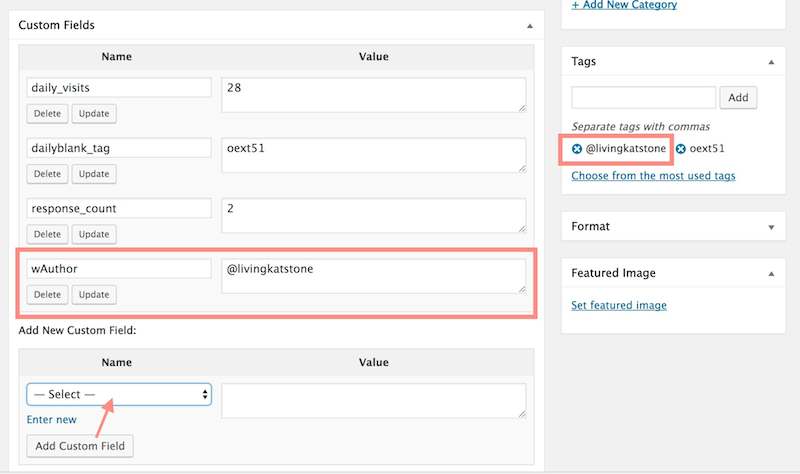 Custom Fields
Name Value
daily_visits 28
Delete Update
dailyblank_tag oext51
Delete Update
response_count 2
Delete Update
wAuthor @livingkatstone
Delete Update
Add New Custom Field:
Name Value
— Select —
Enter new
Add Custom Field
+ Add New Category
Tags
Add
Separate tags with commas
@livingkatstone oext51
Choose from the most used tags
Format
Featured Image
Set featured image